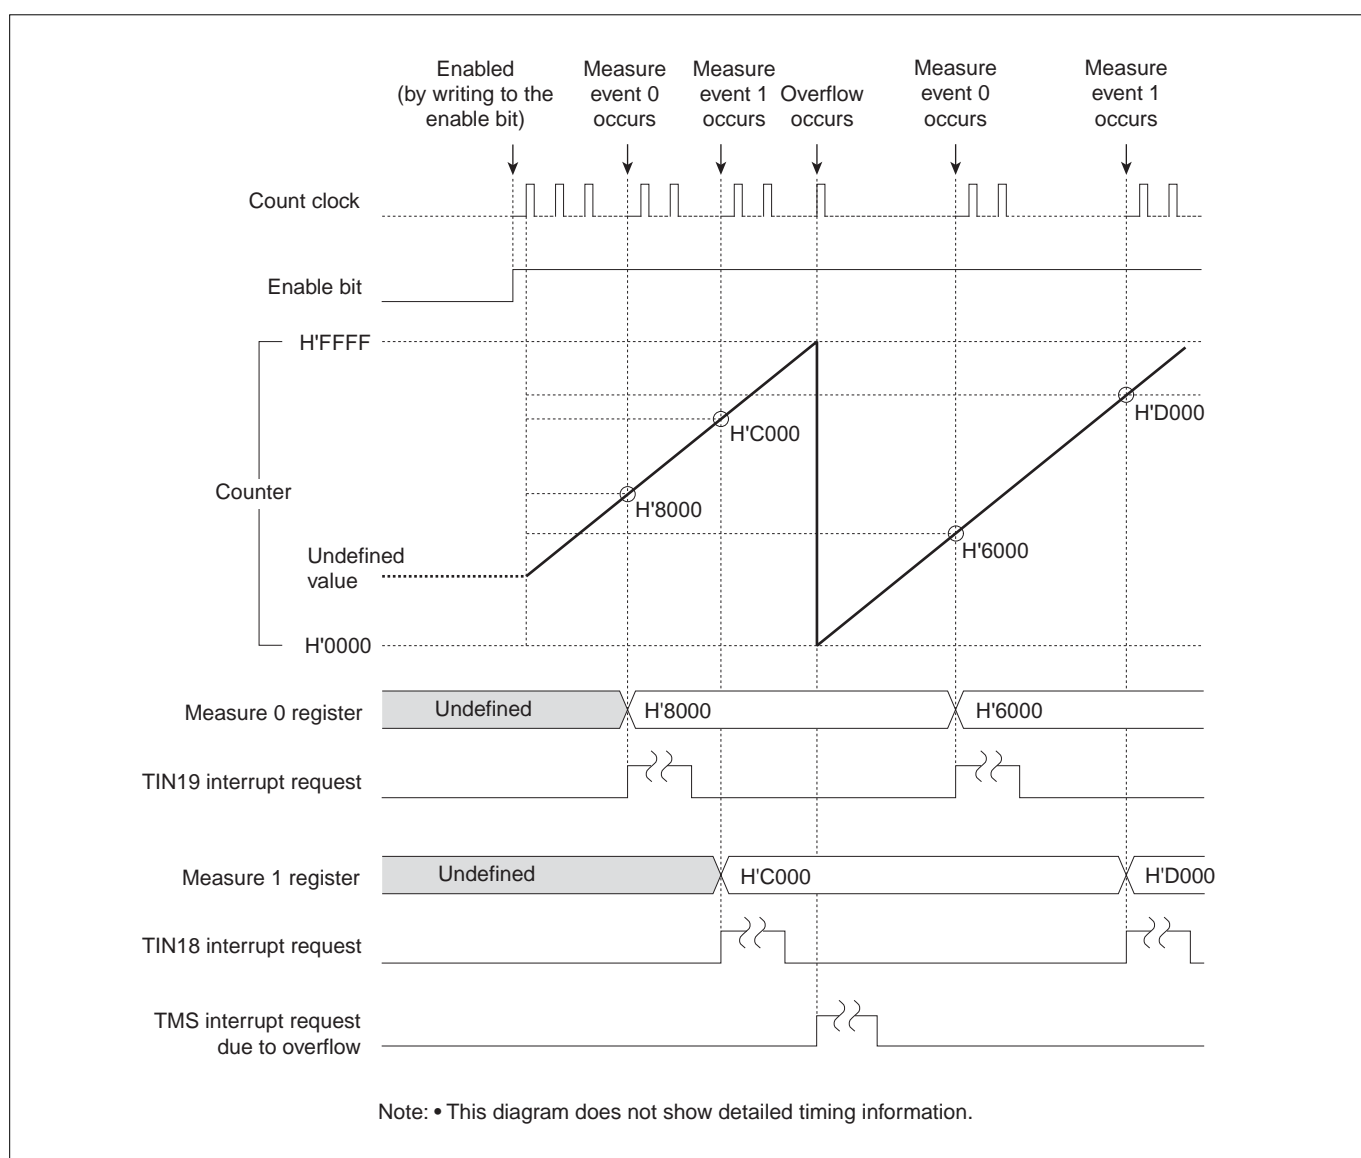 Enabled
(by writing to the
enable bit)
Measure
event 0
occurs
Measure
event 1
occurs
Overflow
occurs
Measure
event 0
occurs
Measure
event 1
occurs
Count clock
Enable bit
H'FFFF
H'D000
H'C000
Counter
H'8000
H'6000
Undefined
value
H'0000
Measure 0 register
Undefined
H'8000
H'6000
TIN19 interrupt request
Measure 1 register
Undefined
H'C000
H'D000
TIN18 interrupt request
TMS interrupt request
due to overflow
Note: • This diagram does not show detailed timing information.